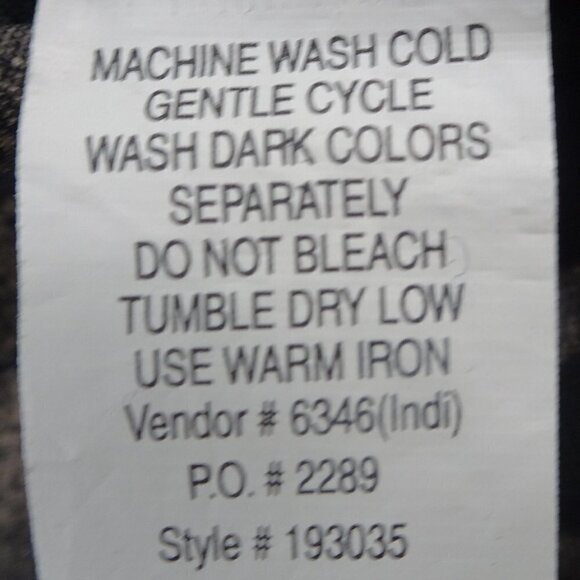 MACHINE WASH COLD
GENTLE CYCLE
WASH DARK COLORS
SEPARATELY
DO NOT BLEACH
TUMBLE DRY LOW
USE WARM IRON
Vendor # 6346(Indi)
P.O. # 2289
Style # 193035